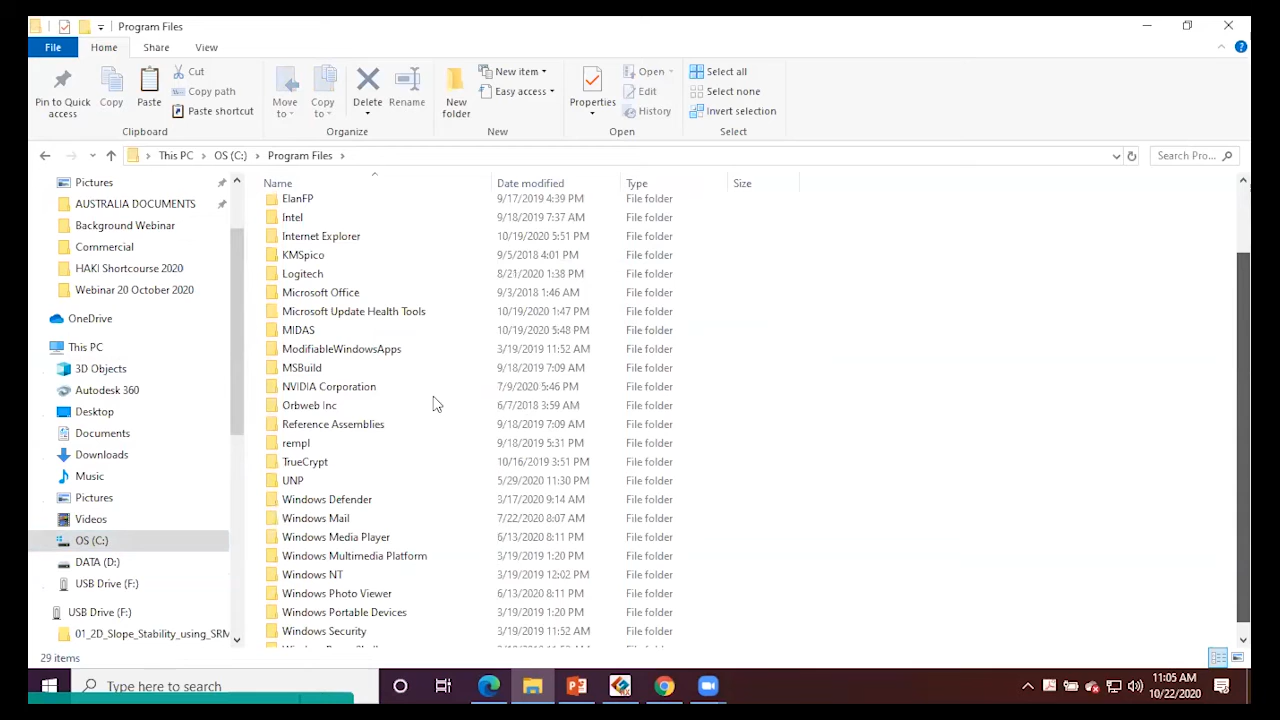 Program Files
File Home Share View
Pin to Quick access
Copy
Paste
Cut
Copy path
Paste shortcut
Clipboard
Move to
Copy To
Delete
Rename
Organize
New folder
New item
Easy access
New
Properties
Open
Edit
History
Open
Select all
Select none
Invert selection
Select
This PC > OS (C:) > Program Files >
Search Pro...
Pictures
AUSTRALIA DOCUMENTS
Background Webinar
Commercial
HAKI Shortcourse 2020
Webinar 20 October 2020
OneDrive
This PC
3D Objects
Autodesk 360
Desktop
Documents
Downloads
Music
Pictures
Videos
OS (C:)
DATA (D:)
USB Drive (F:)
USB Drive (F:)
01_2D_Slope_Stability_using_SRM
Name Date modified Type Size
ElanFP 9/17/2019 4:39 PM File folder
Intel 9/18/2019 7:37 AM File folder
Internet Explorer 10/19/2020 5:51 PM File folder
KMSpico 9/5/2018 4:01 PM File folder
Logitech 8/21/2020 1:38 PM File folder
Microsoft Office 9/3/2018 1:46 AM File folder
Microsoft Update Health Tools 10/19/2020 1:47 PM File folder
MIDAS 10/19/2020 5:48 PM File folder
ModifiableWindowsApps 3/19/2019 11:52 AM File folder
MSBuild 9/18/2019 7:09 AM File folder
NVIDIA Corporation 7/9/2020 5:46 PM File folder
Orbweb Inc 6/7/2018 3:59 AM File folder
Reference Assemblies 9/18/2019 7:09 AM File folder
rempl 9/18/2019 5:31 PM File folder
TrueCrypt 10/16/2019 3:51 PM File folder
UNP 5/29/2020 11:30 PM File folder
Windows Defender 3/17/2020 9:14 AM File folder
Windows Mail 7/22/2020 8:07 AM File folder
Windows Media Player 6/13/2020 8:11 PM File folder
Windows Multimedia Platform 3/19/2019 1:20 PM File folder
Windows NT 3/19/2019 12:02 PM File folder
Windows Photo Viewer 6/13/2020 8:11 PM File folder
Windows Portable Devices 3/19/2019 1:20 PM File folder
Windows Security 3/19/2019 11:52 AM File folder
29 items
Type here to search
11:05 AM
10/22/2020